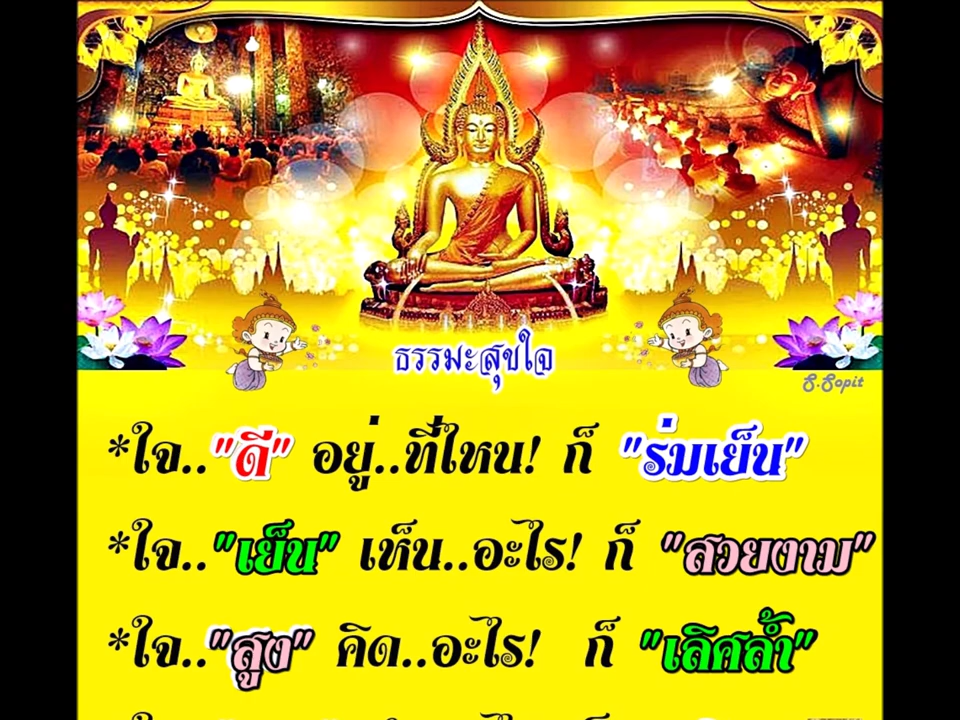 ธรรมะสุขใจ
S.Sopit
*ใจ.."ดี" อยู่..ที่ไหน! ก็ "ร่มเย็น"
*ใจ.."เย็น" เห็น..อะไร! ก็ "สวยงาม"
*ใจ.."สูง" คิด..อะไร! ก็ "เลิศล้ำ"